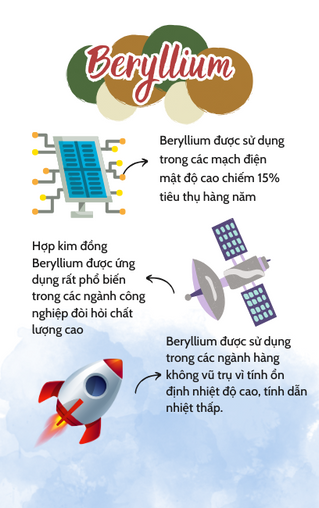 Beryllium
Beryllium được sử dụng
trong các mạch điện
mật độ cao chiếm 15%
tiêu thụ hàng năm
Hợp kim đồng
Beryllium được ứng
dụng rất phổ biến
trong các ngành công
nghiệp đòi hỏi chất
lượng cao
Beryllium được sử dụng
trong các ngành hàng
không vũ trụ vì tính ổn
định nhiệt độ cao, tính dẫn
nhiệt thấp.